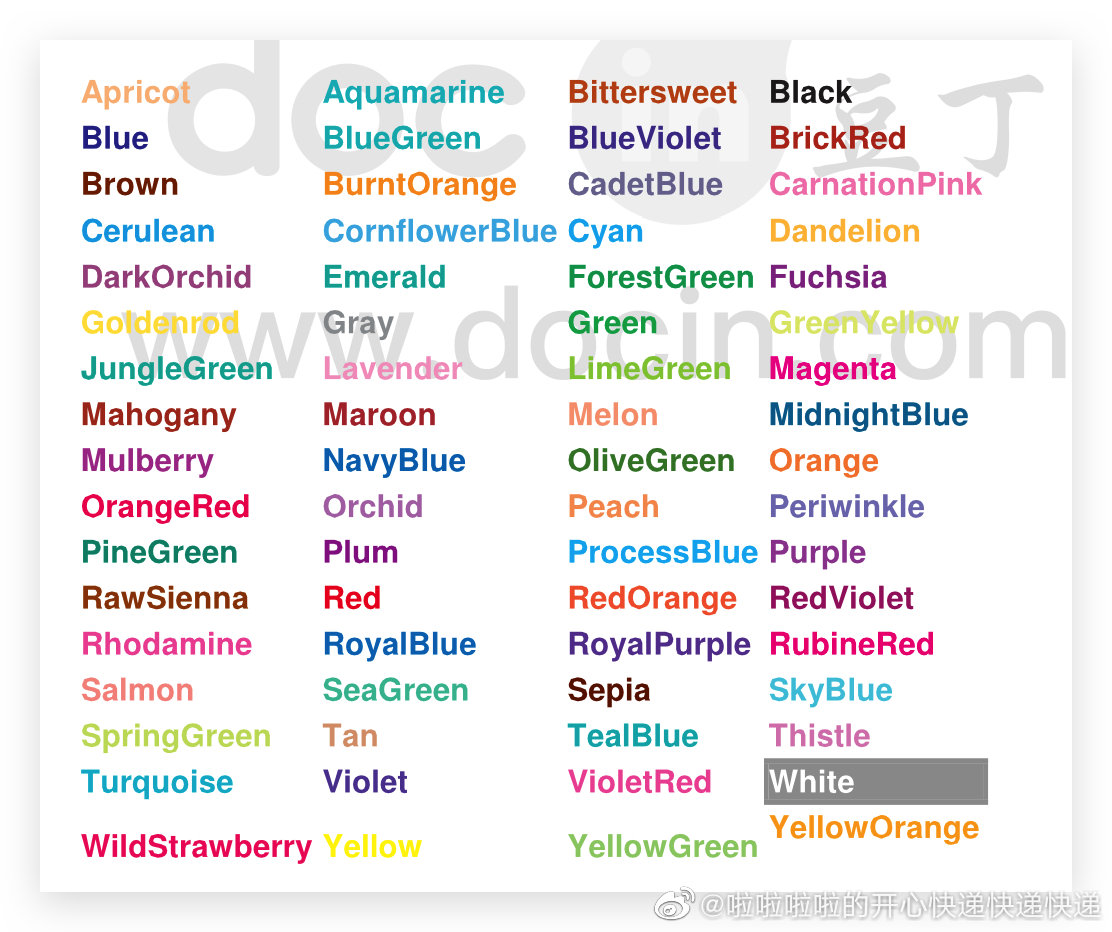 doc in 豆丁
Apricot Aquamarine Bittersweet Black
Blue BlueGreen BlueViolet BrickRed
Brown BurntOrange CadetBlue CarnationPink
Cerulean CornflowerBlue Cyan Dandelion
DarkOrchid Emerald ForestGreen Fuchsia
Goldenrod Gray Green GreenYellow
www.docin.com
JungleGreen Lavender LimeGreen Magenta
Mahogany Maroon Melon MidnightBlue
Mulberry NavyBlue OliveGreen Orange
OrangeRed Orchid Peach Periwinkle
PineGreen Plum ProcessBlue Purple
RawSienna Red RedOrange RedViolet
Rhodamine RoyalBlue RoyalPurple RubineRed
Salmon SeaGreen Sepia SkyBlue
SpringGreen Tan TealBlue Thistle
Turquoise Violet VioletRed White
WildStrawberry Yellow YellowGreen YellowOrange
@啦啦啦啦的开心快递快递快递